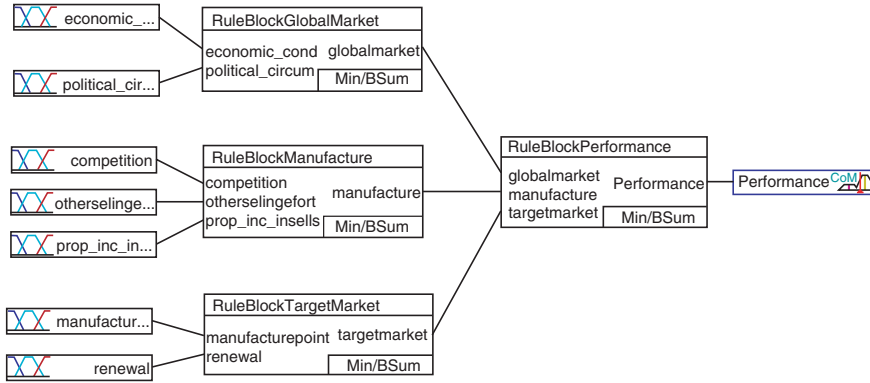 economic_...
political_cir...
RuleBlockGlobalMarket
economic_cond globalmarket
political_circum
Min/BSum
competition
otherselinge...
prop_inc_in...
RuleBlockManufacture
competition
otherselingefort manufacture
prop_inc_insells
Min/BSum
manufactur...
renewal
RuleBlockTargetMarket
manufacturepoint targetmarket
renewal
Min/BSum
RuleBlockPerformance
globalmarket
manufacture Performance
targetmarket
Min/BSum
Performance CoM